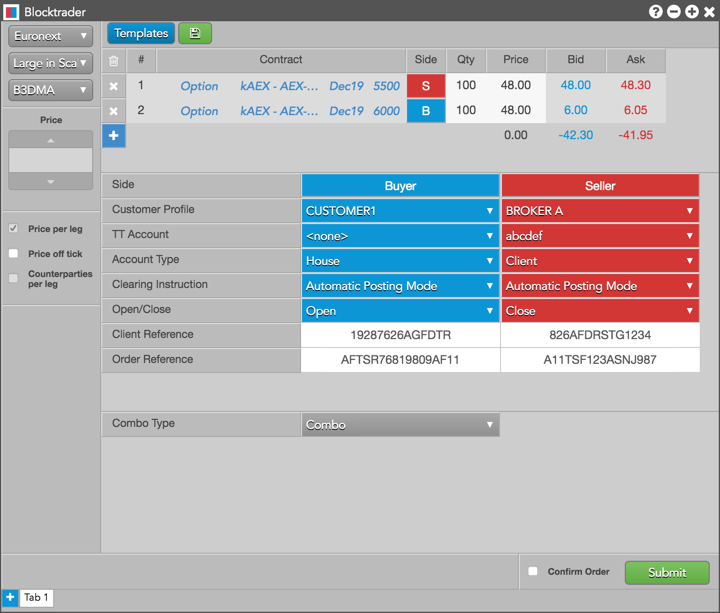 Blocktrader
Euronext
Large in Sca
B3DMA
Price
Price per leg
Price off tick
Counterparties
per leg
Templates
# Contract Side Qty Price Bid Ask
1 Option kAEX - AEX-... Dec19 5500 S 100 48.00 48.00 48.30
2 Option kAEX - AEX-... Dec19 6000 B 100 48.00 6.00 6.05
0.00 -42.30 -41.95
Side Buyer Seller
Customer Profile CUSTOMER1 BROKER A
TT Account <none> abcdef
Account Type House Client
Clearing Instruction Automatic Posting Mode Automatic Posting Mode
Open/Close Open Close
Client Reference 19287626AGFDTR 826AFDRSTG1234
Order Reference AFTSR76819809AF11 A11TSF123ASNJ987
Combo Type Combo
Confirm Order Submit
Tab 1